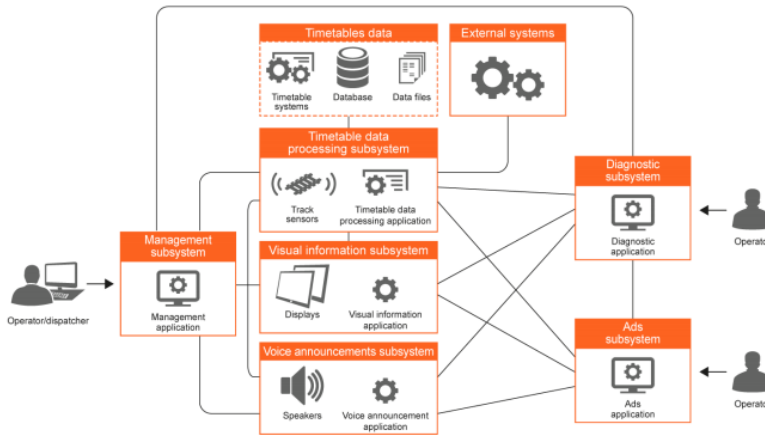 Timetables data
Timetable
systems
Database
Data files
External systems
Timetable data
processing subsystem
Track
sensors
Timetable data
processing application
Diagnostic
subsystem
Diagnostic
application
Operato
Management
subsystem
Management
application
Operator/dispatcher
Visual information subsystem
Displays
Visual information
application
Ads
subsystem
Ads
application
Operato
Voice announcements subsystem
Speakers
Voice announcement
application